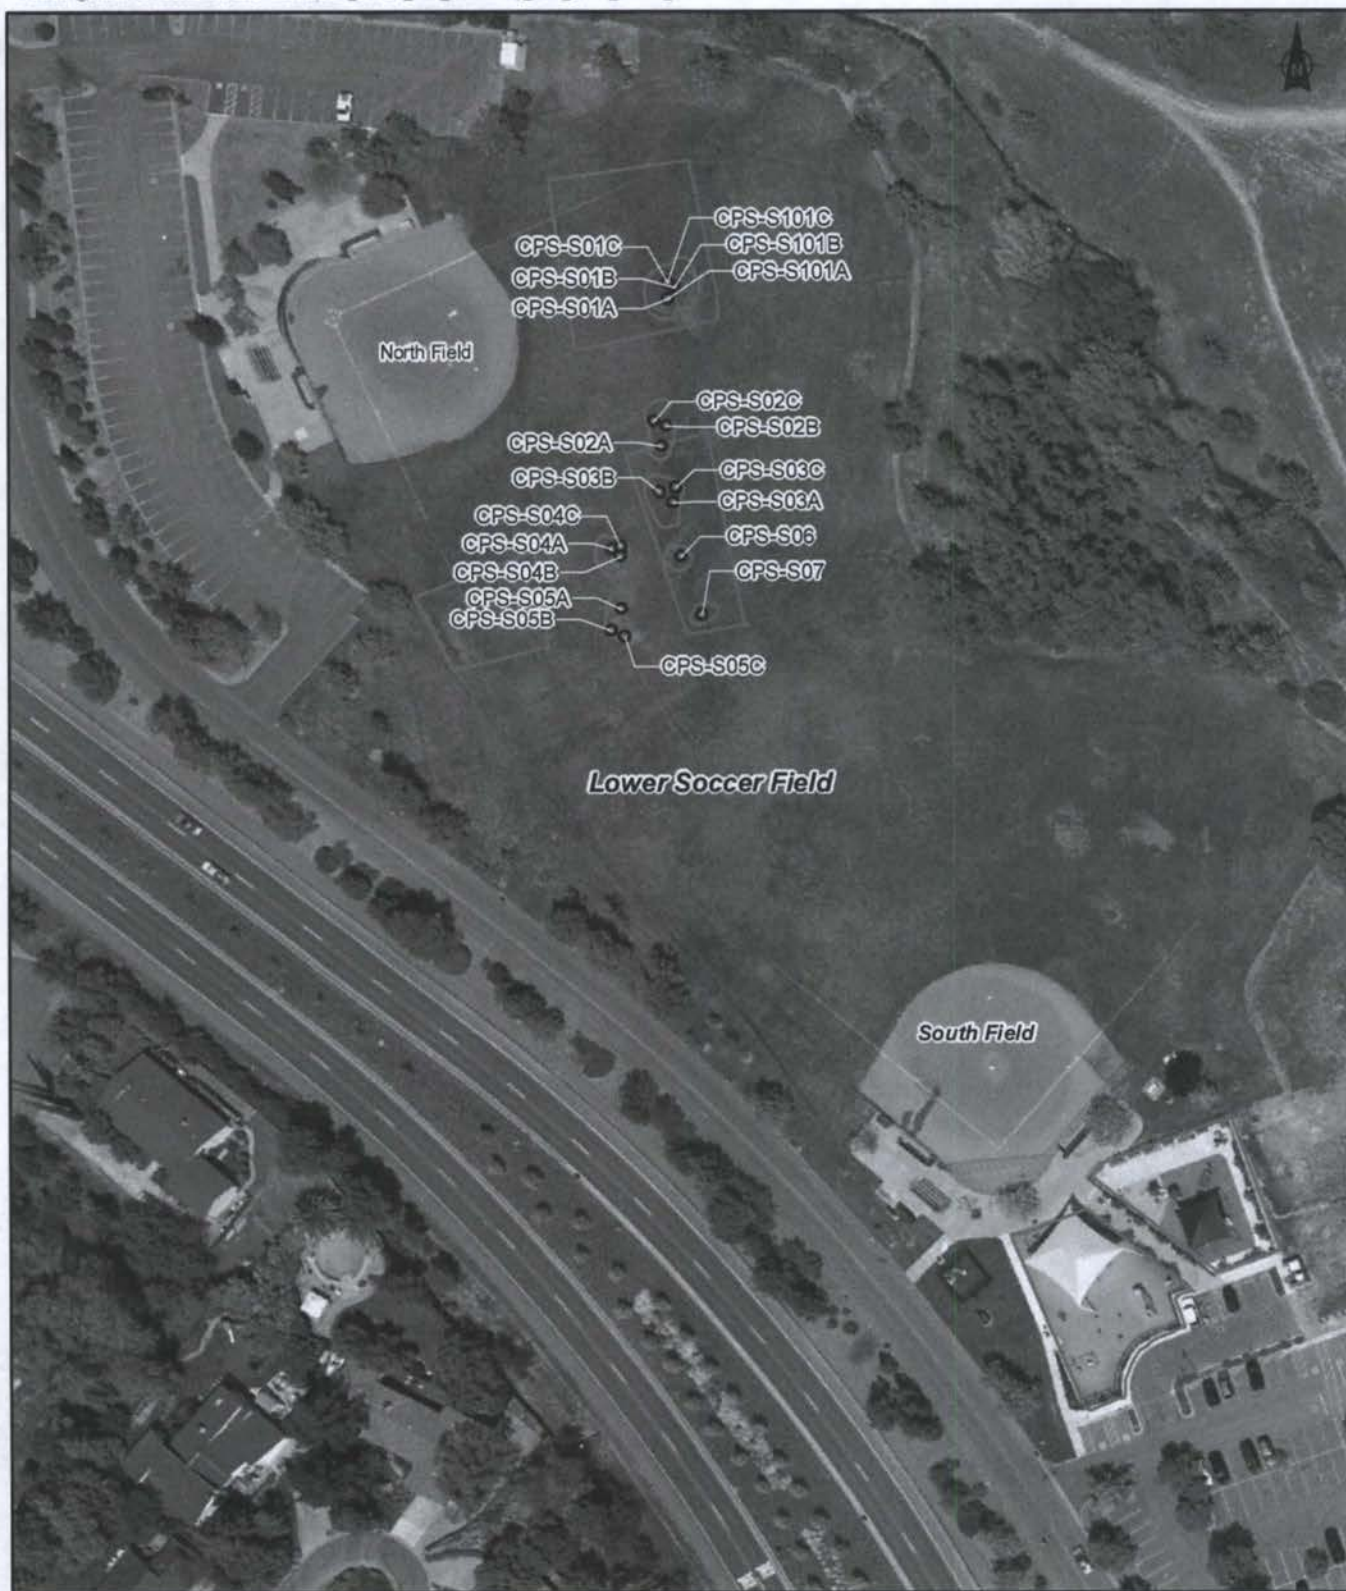 CPS-S101C
CPS-S01C
CPS-S101B
CPS-S01B
CPS-S101A
CPS-S01A
North Field
CPS-S02C
CPS-S02B
CPS-S02A
CPS-S03C
CPS-S03B
CPS-S03A
CPS-S04C
CPS-S06
CPS-S04A
CPS-S04B
CPS-S07
CPS-S05A
CPS-S05B
CPS-S05C
Lower Soccer Field
South Field